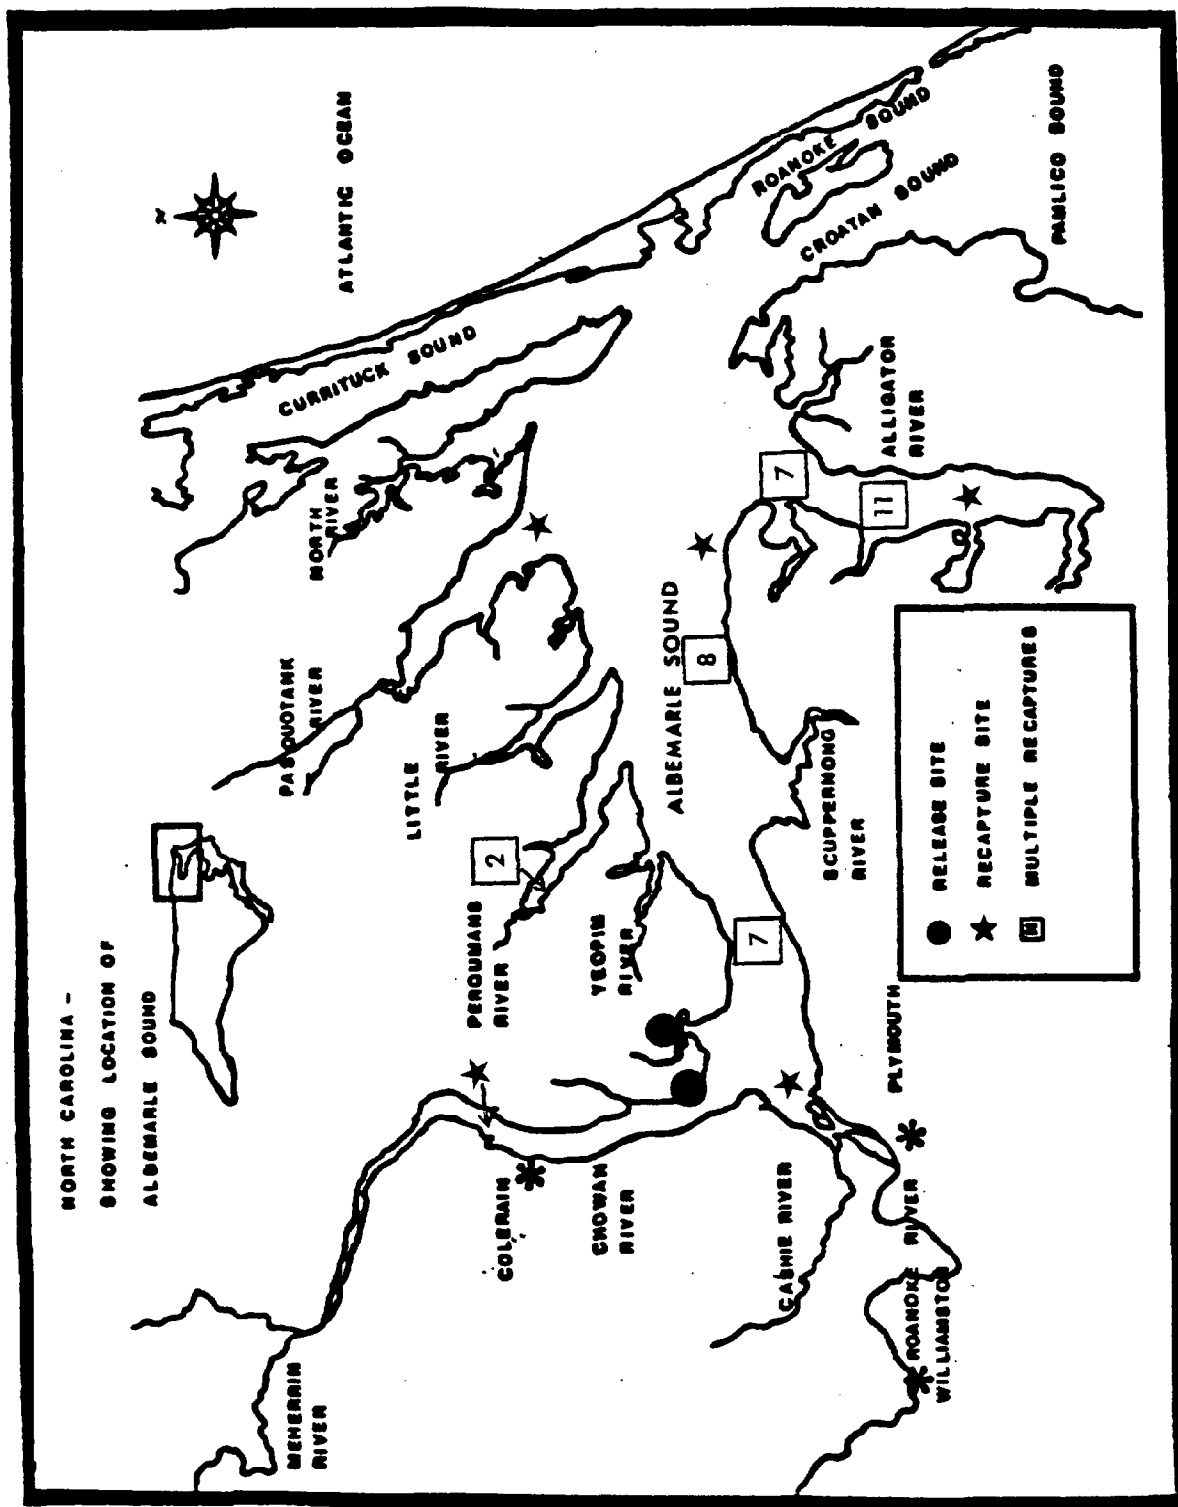 NORTH CAROLINA -
SHOWING LOCATION OF
ALBEMARLE SOUND
N
ATLANTIC OCEAN
MEHERRIN
RIVER
PASQUOTANK
RIVER
NORTH
RIVER
CURRITUCK SOUND
LITTLE
RIVER
COLERAIN
PERQUIMANS
RIVER
2
CHOWAN
RIVER
YEOPIM
RIVER
ALBEMARLE SOUND
8
7
7
11
ROANOKE SOUND
CROATAN SOUND
PAMLICO SOUND
CASHIE RIVER
SCUPPERNONG
RIVER
ALLIGATOR
RIVER
PLYMOUTH
ROANOKE RIVER
WILLIAMSTON
RELEASE SITE
RECAPTURE SITE
MULTIPLE RECAPTURES